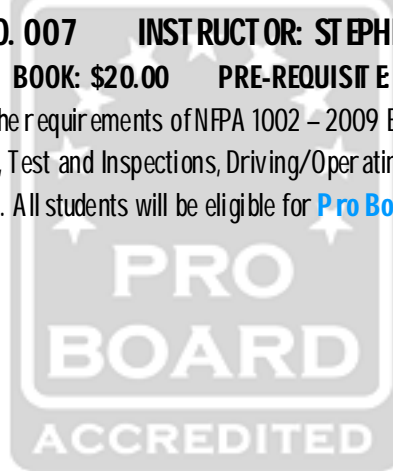 O. 007 INSTRUCTOR: STEPH
BOOK: $20.00 PRE-REQUISITE
he requirements of NFPA 1002 – 2009 E
, Test and Inspections, Driving/Operatin
. All students will be eligible for Pro Bo
PRO
BOARD
ACCREDITED